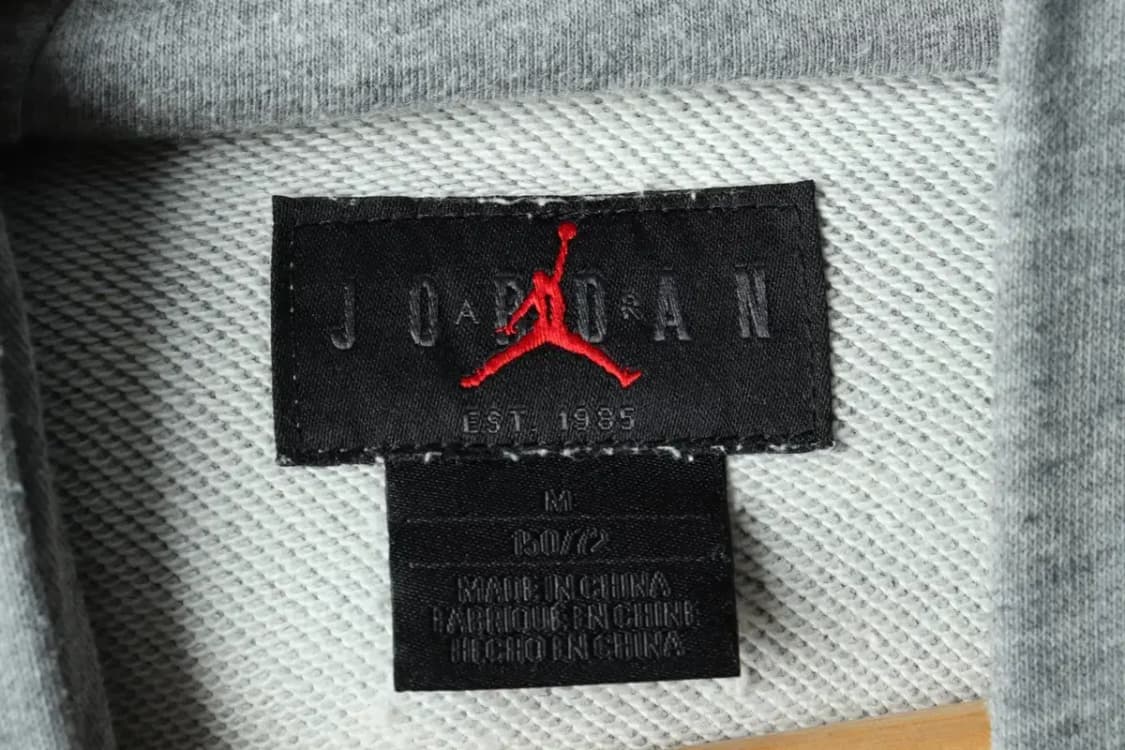 JORDAN
A R
EST. 1985
M
150/72
MADE IN CHINA
FABRIQUÉ EN CHINE
HECHO EN CHINA